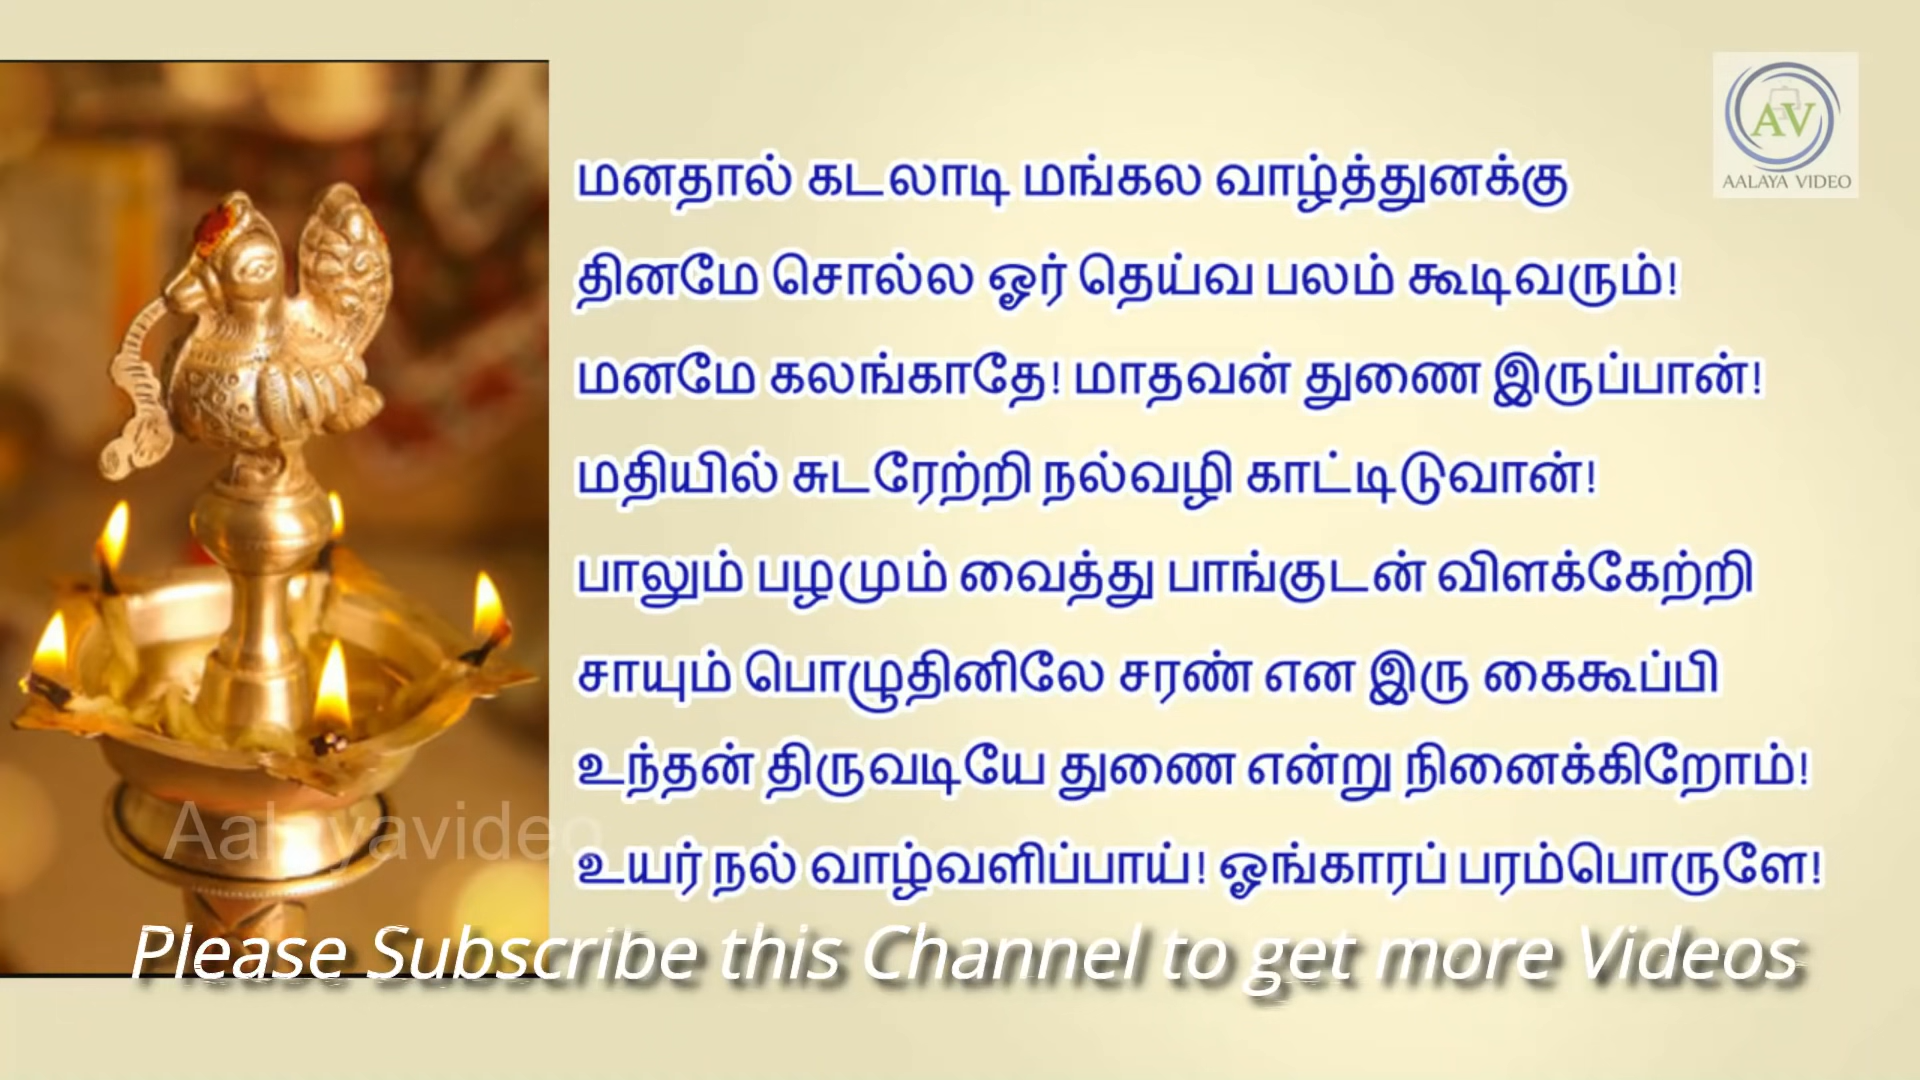 AV
AALAYA VIDEO
மனதால் கடலாடி மங்கல வாழ்த்துனக்கு
தினமே சொல்ல ஓர் தெய்வ பலம் கூடிவரும்!
மனமே கலங்காதே! மாதவன் துணை இருப்பான்!
மதியில் சுடரேற்றி நல்வழி காட்டிடுவான்!
பாலும் பழமும் வைத்து பாங்குடன் விளக்கேற்றி
சாயும் பொழுதினிலே சரண் என இரு கைகூப்பி
உந்தன் திருவடியே துணை என்று நினைக்கிறோம்!
Aalayavideo
உயர் நல் வாழ்வளிப்பாய்! ஓங்காரப் பரம்பொருளே!
Please Subscribe this Channel to get more Videos